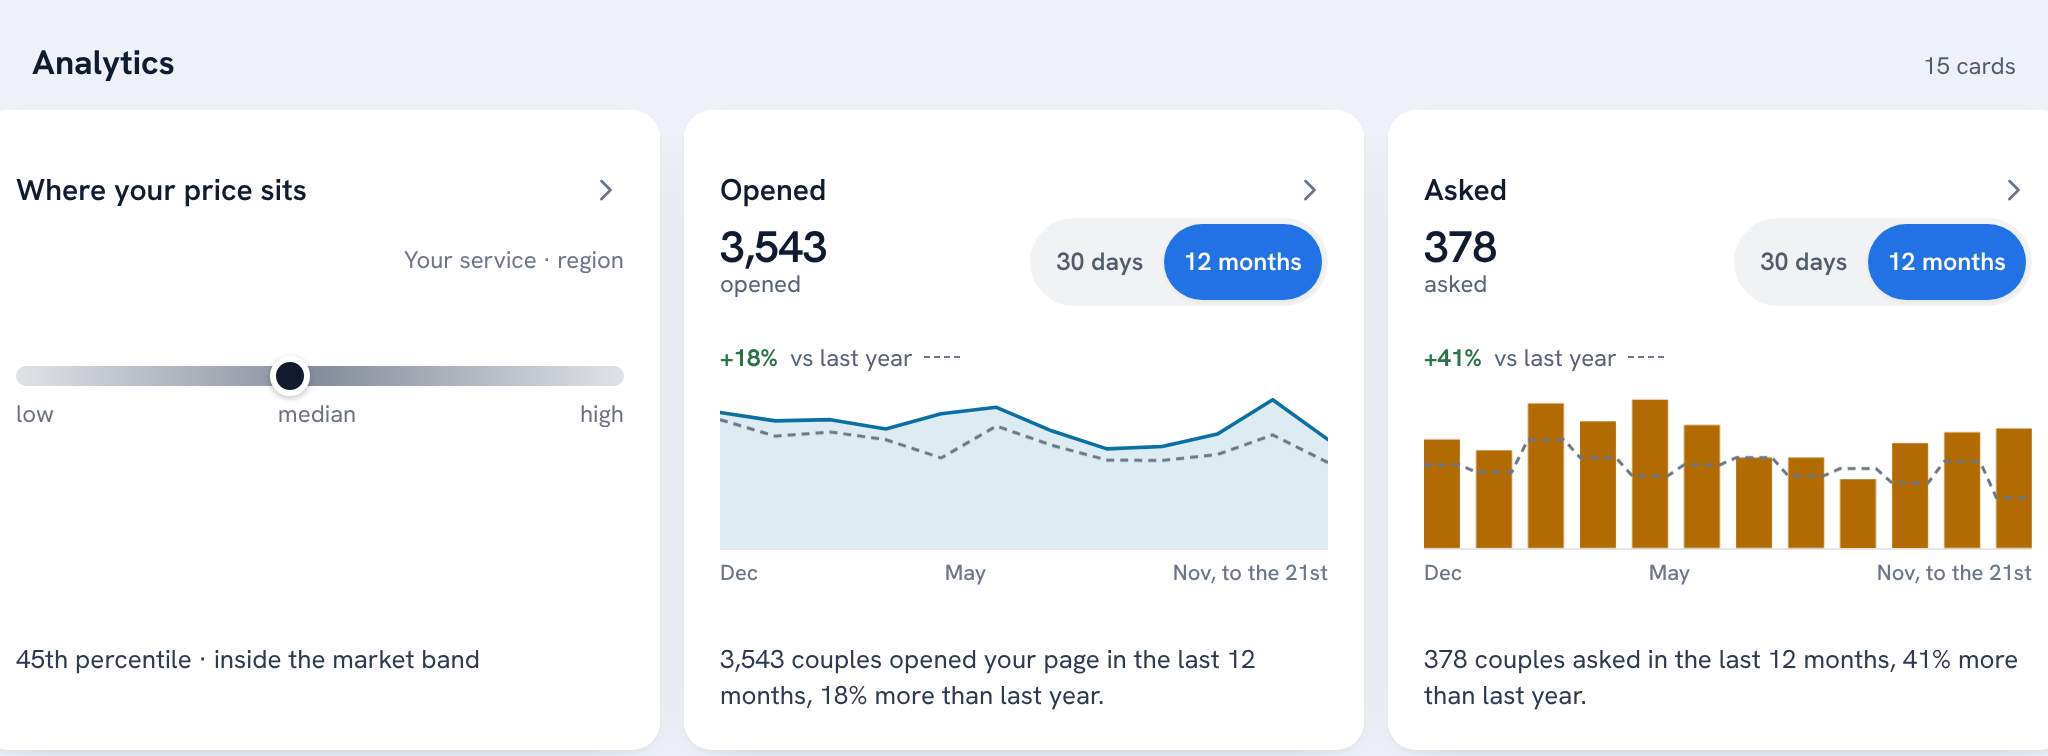 Analytics
15 cards
Where your price sits
Your service · region
low
median
high
45th percentile · inside the market band
Opened
3,543
opened
30 days
12 months
+18% vs last year
Dec
May
Nov, to the 21st
3,543 couples opened your page in the last 12
months, 18% more than last year.
Asked
378
asked
30 days
12 months
+41% vs last year
Dec
May
Nov, to the 21st
378 couples asked in the last 12 months, 41% more
than last year.